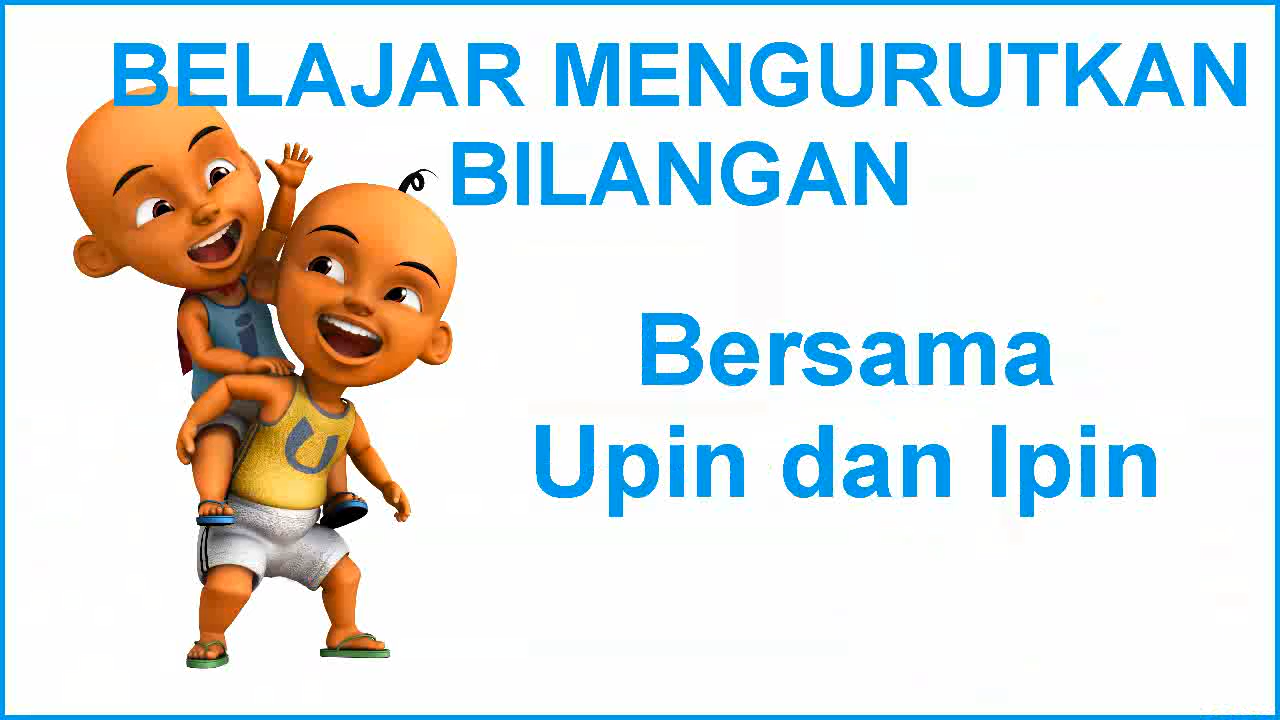 BELAJAR MENGURUTKAN
BILANGAN
Bersama
Upin dan Ipin
i
U